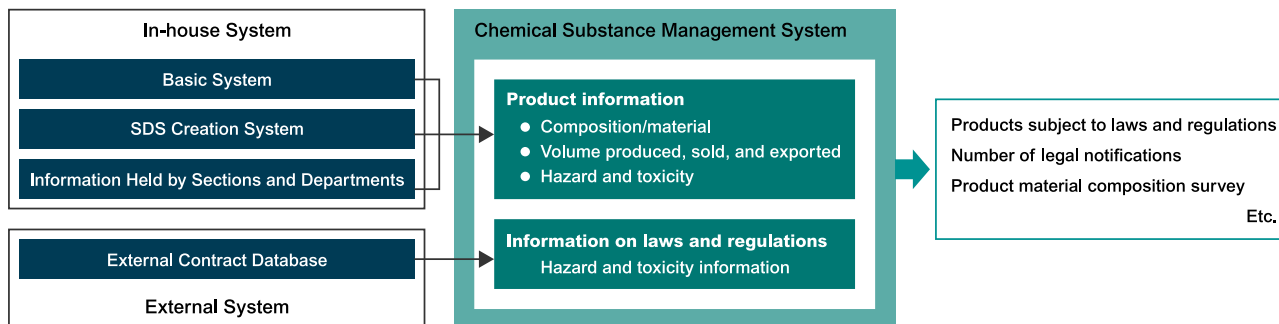 In-house System
Basic System
SDS Creation System
Information Held by Sections and Departments
External Contract Database
External System
Chemical Substance Management System
Product information
● Composition/material
● Volume produced, sold, and exported
● Hazard and toxicity
Information on laws and regulations
Hazard and toxicity information
Products subject to laws and regulations
Number of legal notifications
Product material composition survey
Etc.